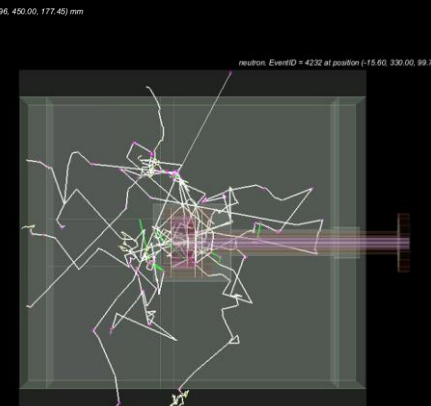 96, 450.00, 177.45) mm
neutron, EventID = 4232 at position (-15.60, 330.00, 99.7